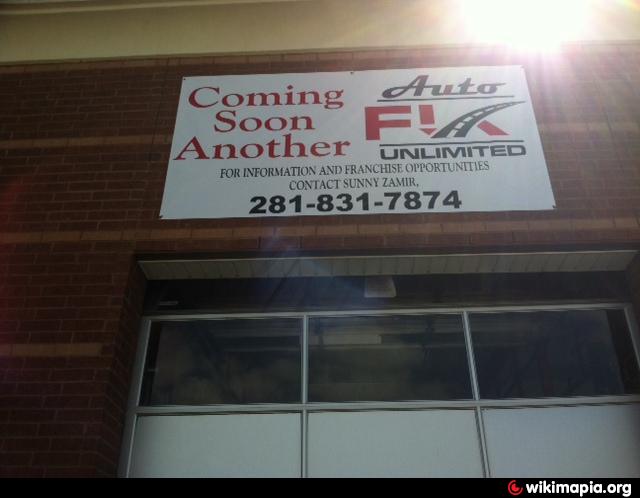 Coming
Soon
Another
Auto
FIX
UNLIMITED
FOR INFORMATION AND FRANCHISE OPPORTUNITIES
CONTACT SUNNY ZAMIR,
281-831-7874
wikimapia.org